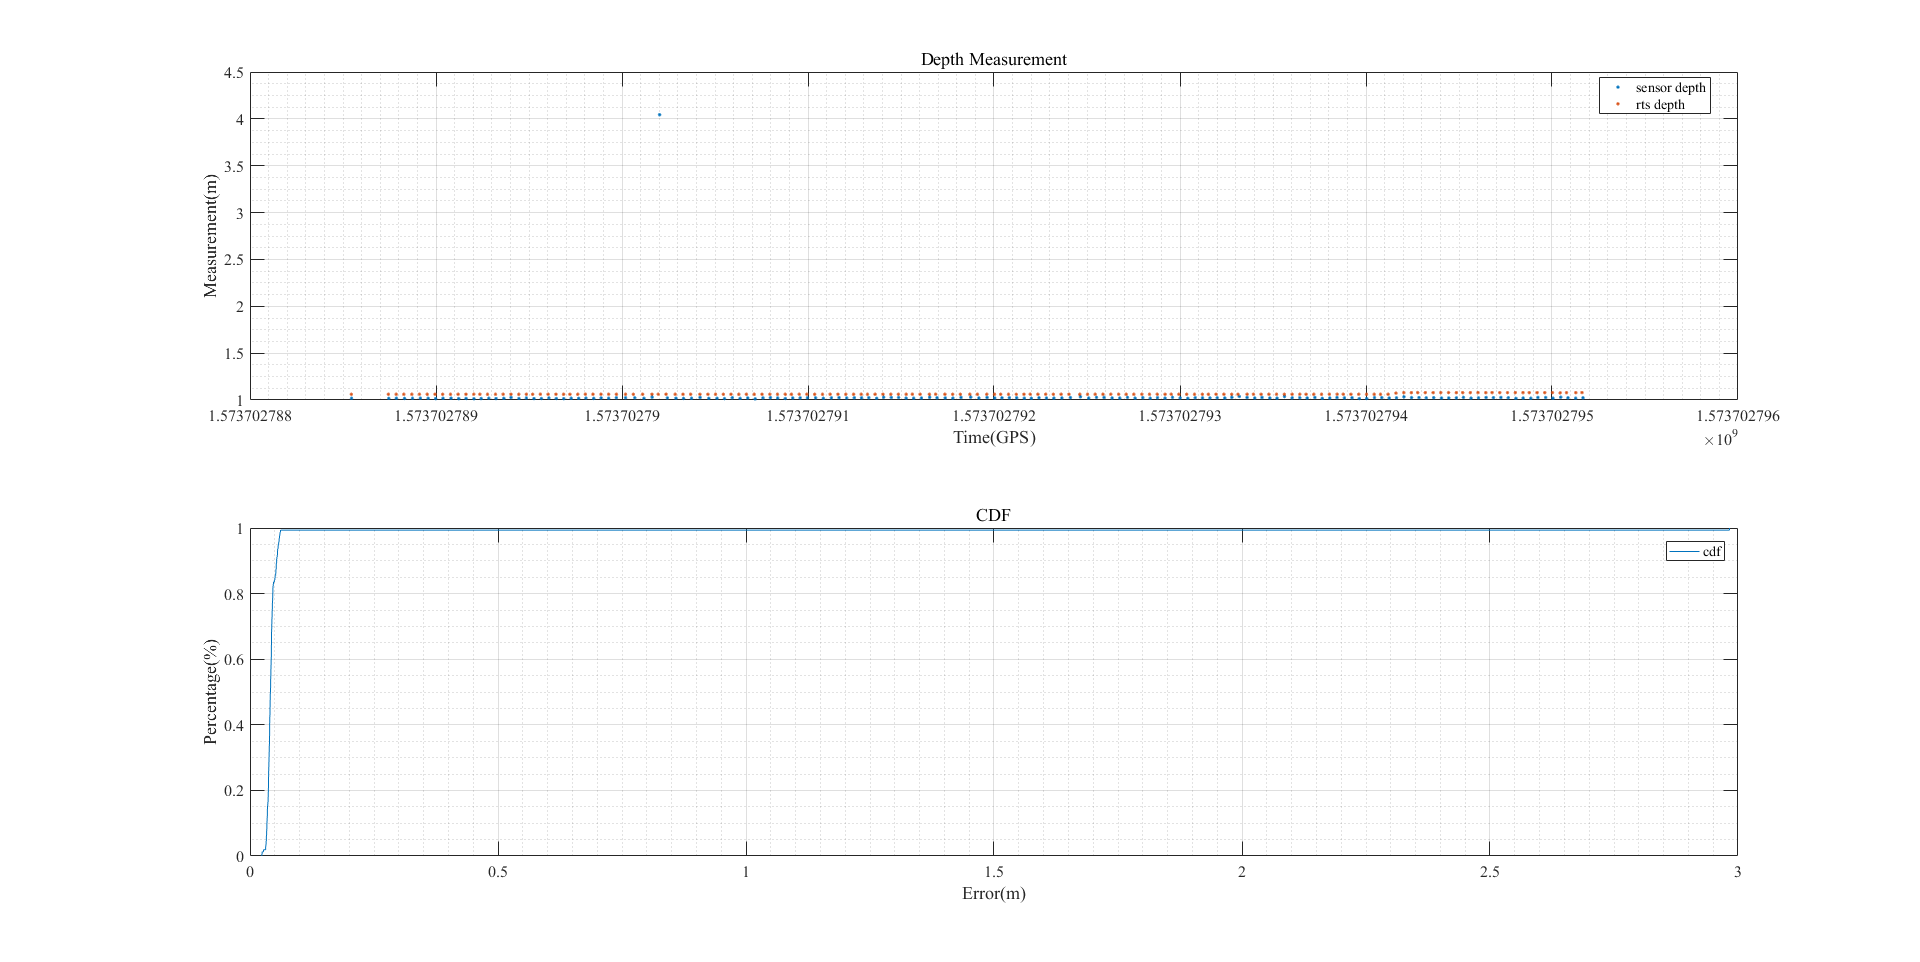 Depth Measurement
4.5
4
3.5
3
2.5
2
1.5
1
Measurement(m)
sensor depth
rts depth
1.573702788 1.573702789 1.57370279 1.573702791 1.573702792 1.573702793 1.573702794 1.573702795 1.573702796
Time(GPS)
×10⁹
CDF
1
0.8
0.6
0.4
0.2
0
Percentage(%)
cdf
0 0.5 1 1.5 2 2.5 3
Error(m)